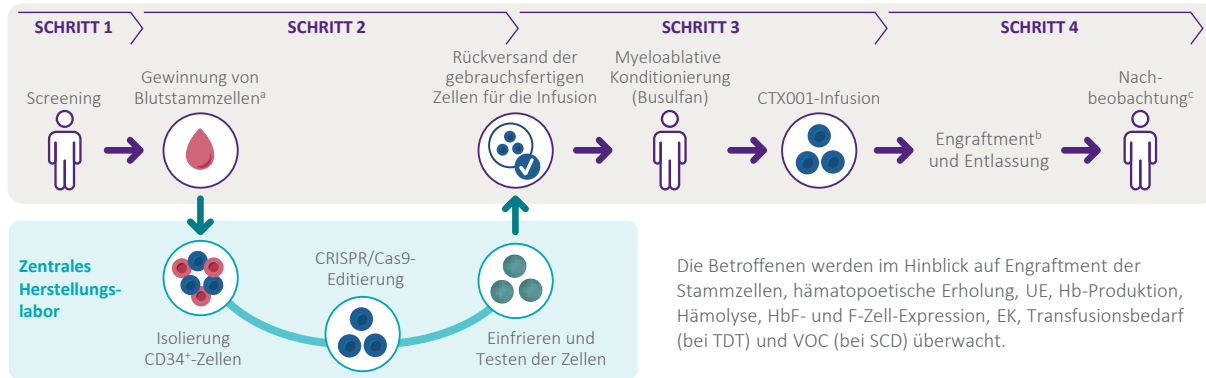 SCHRITT 1
SCHRITT 2
SCHRITT 3
SCHRITT 4
Screening
Gewinnung von
Blutstammzellenᵃ
Rückversand der
gebrauchsfertigen
Zellen für die Infusion
Myeloablative
Konditionierung
(Busulfan)
CTX001-Infusion
Engraftmentᵇ
und Entlassung
Nach-
beobachtungᶜ
Zentrales
Herstellungs-
labor
Isolierung
CD34⁺-Zellen
CRISPR/Cas9-
Editierung
Einfrieren und
Testen der Zellen
Die Betroffenen werden im Hinblick auf Engraftment der
Stammzellen, hämatopoetische Erholung, UE, Hb-Produktion,
Hämolyse, HbF- und F-Zell-Expression, EK, Transfusionsbedarf
(bei TDT) und VOC (bei SCD) überwacht.